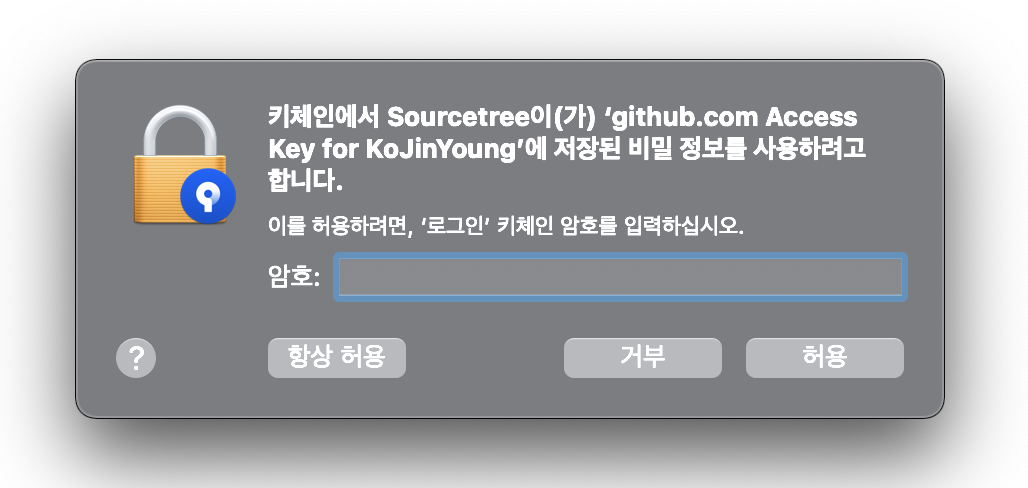 키체인에서 Sourcetree이(가) ‘github.com Access
Key for KoJinYoung’에 저장된 비밀 정보를 사용하려고
합니다.
이를 허용하려면, ‘로그인’ 키체인 암호를 입력하십시오.
암호:
?
항상 허용
거부
허용